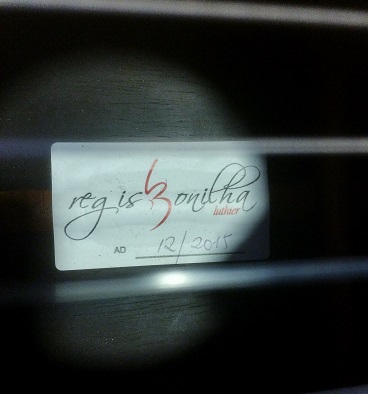 regis Bonilha
luthier
AD 12/2015